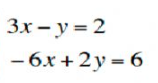 3x − y = 2
− 6x + 2y = 6